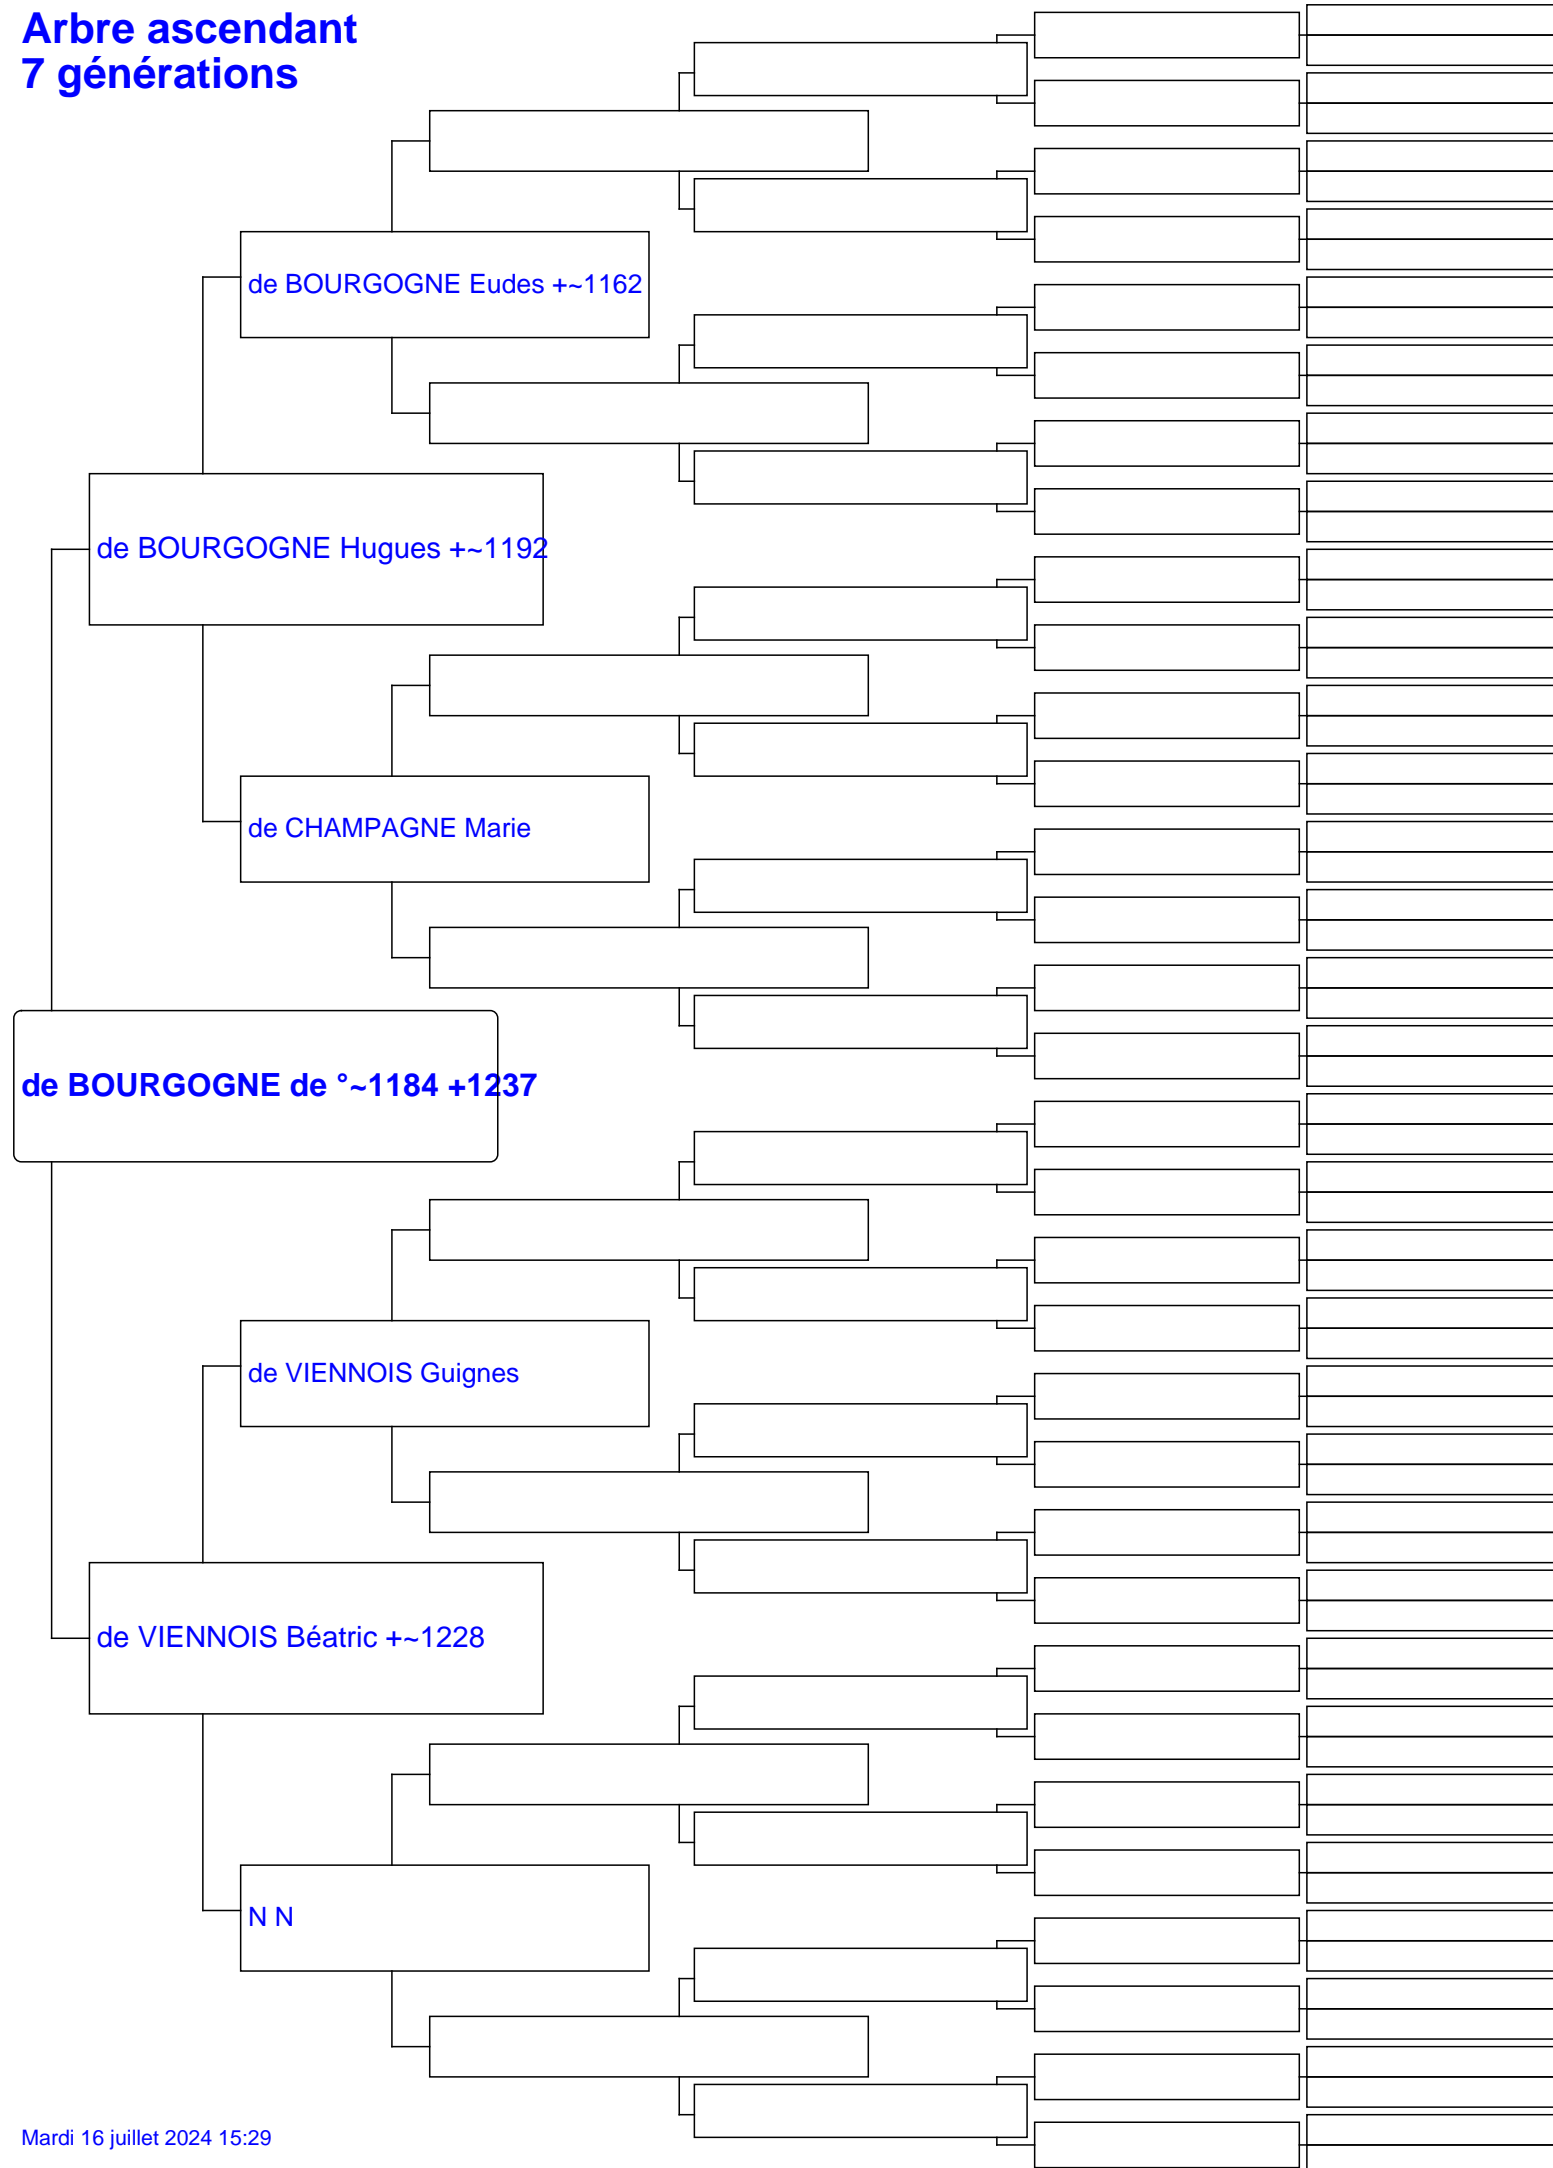 Arbre ascendant
7 générations
de BOURGOGNE Eudes +~1162
de BOURGOGNE Hugues +~1192
de CHAMPAGNE Marie
de BOURGOGNE de °~1184 +1237
de VIENNOIS Guignes
de VIENNOIS Béatric +~1228
N N
Mardi 16 juillet 2024 15:29